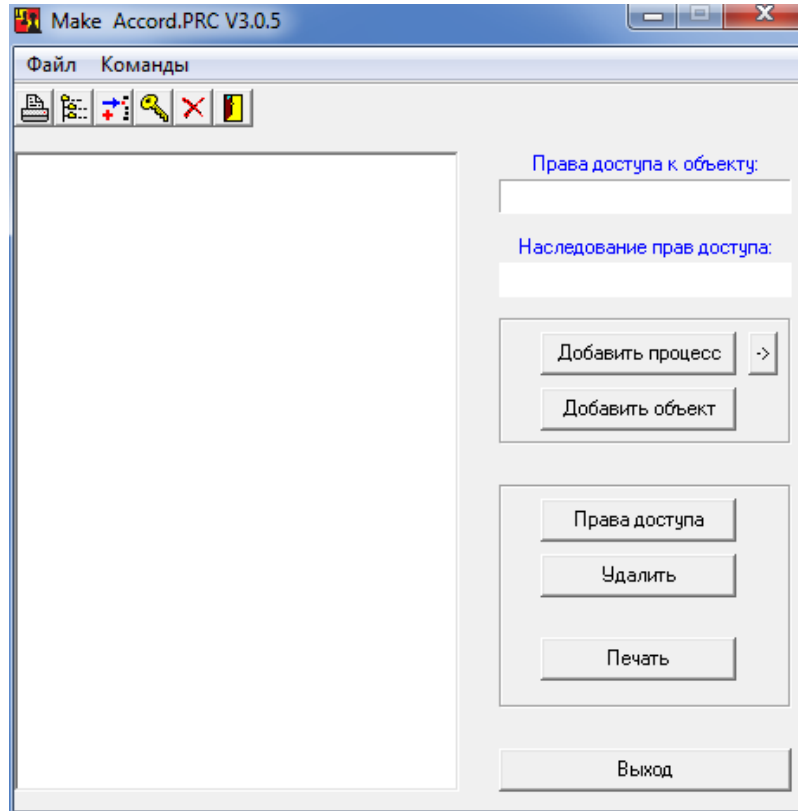 Make Accord.PRC V3.0.5
Файл Команды
Права доступа к объекту:
Наследование прав доступа:
Добавить процесс ->
Добавить объект
Права доступа
Удалить
Печать
Выход